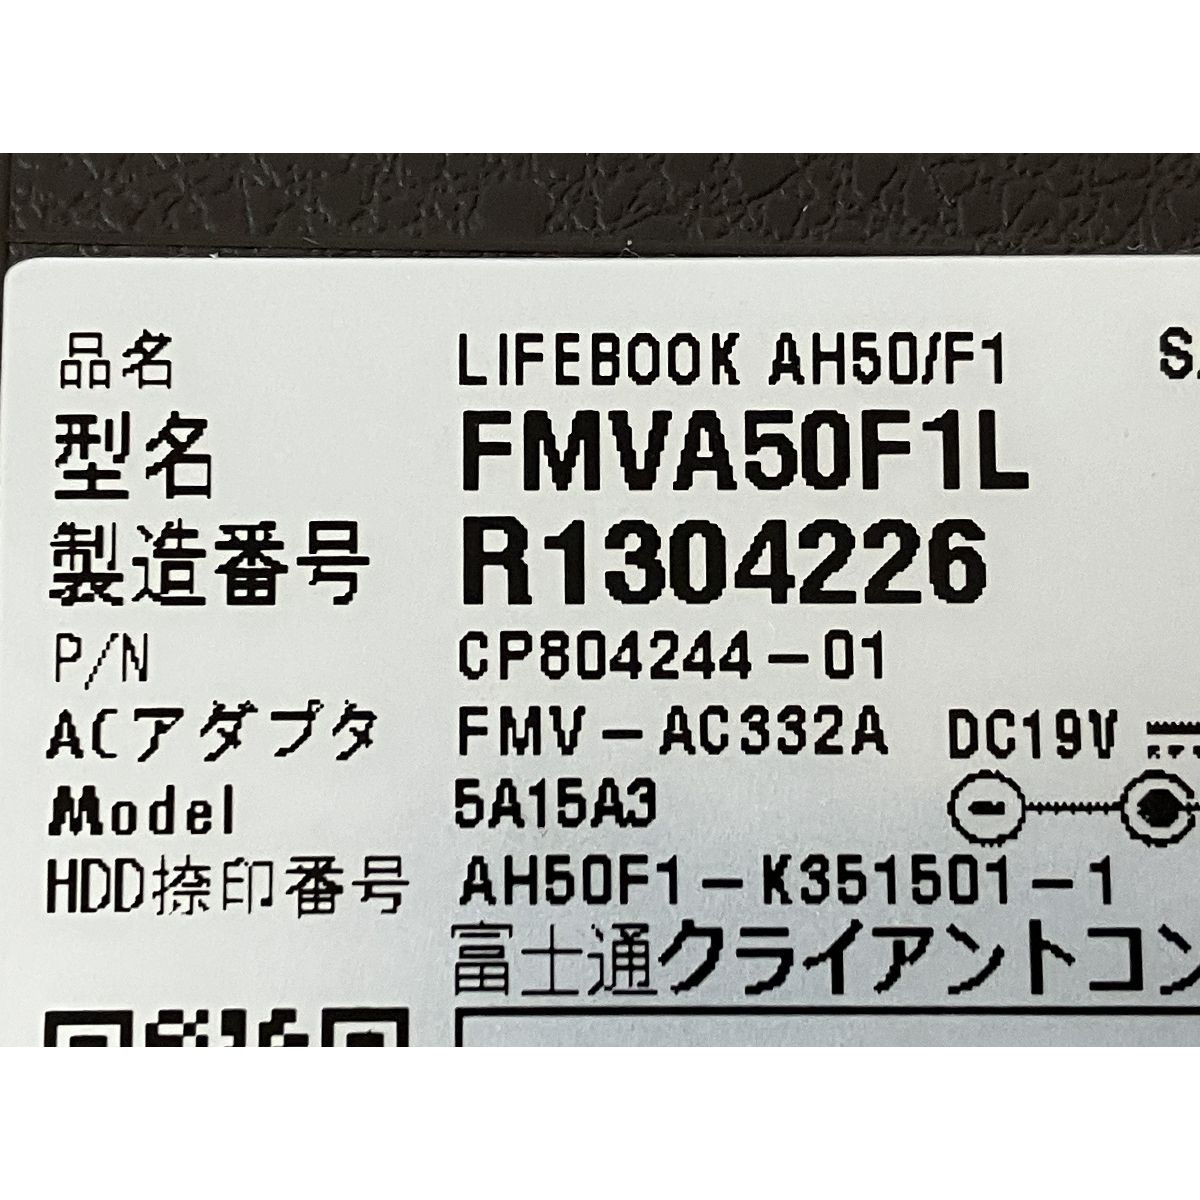 品名 LIFEBOOK AH50/F1
型名 FMVA50F1L
製造番号 R1304226
P/N CP804244-01
ACアダプタ FMV-AC332A DC19V
Model 5A15A3
HDD捺印番号 AH50F1-K351501-1
富士通クライアントコン